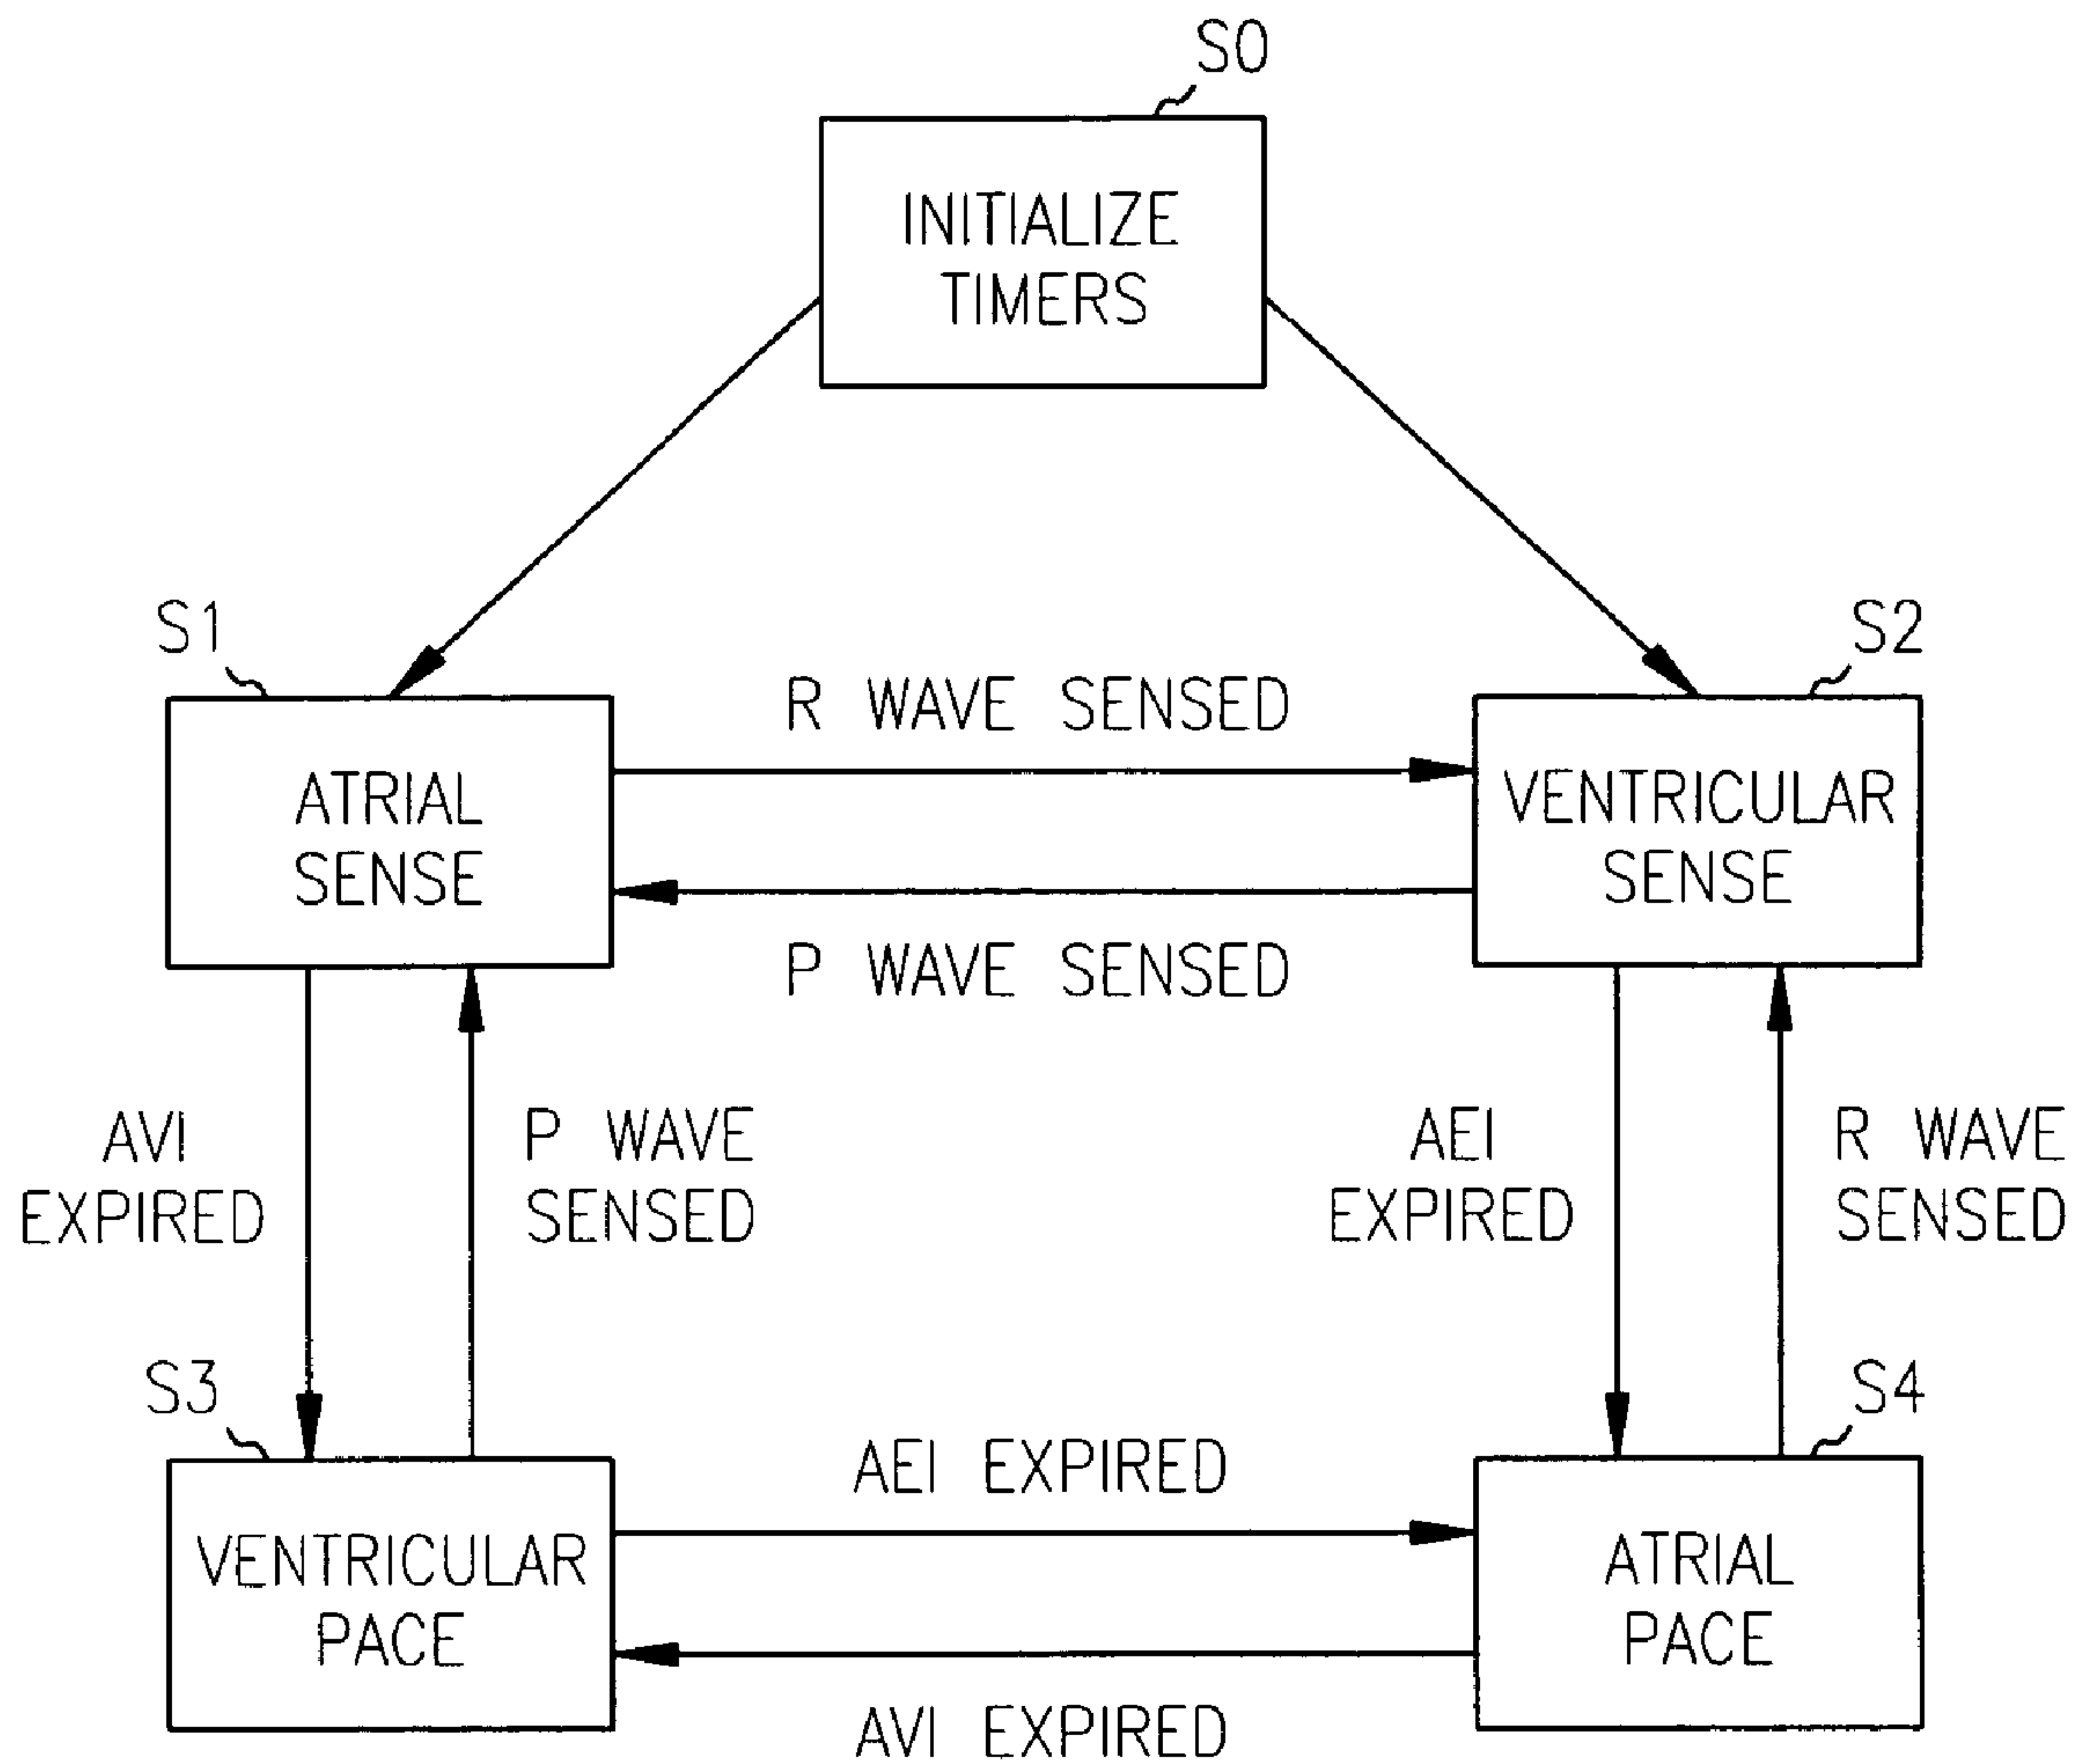 S0
INITIALIZE
TIMERS
S1
S2
R WAVE SENSED
ATRIAL
SENSE
VENTRICULAR
SENSE
P WAVE SENSED
AVI
EXPIRED
P WAVE
SENSED
AEI
EXPIRED
R WAVE
SENSED
S3
S4
AEI EXPIRED
VENTRICULAR
PACE
ATRIAL
PACE
AVI EXPIRED